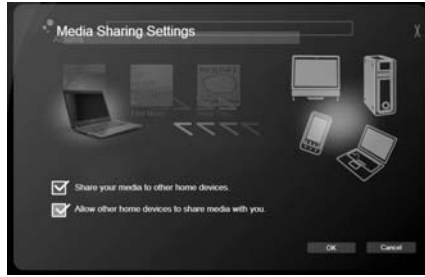 Media Sharing Settings
X
Share your media to other home devices.
Allow other home devices to share media with you.
OK
Cancel